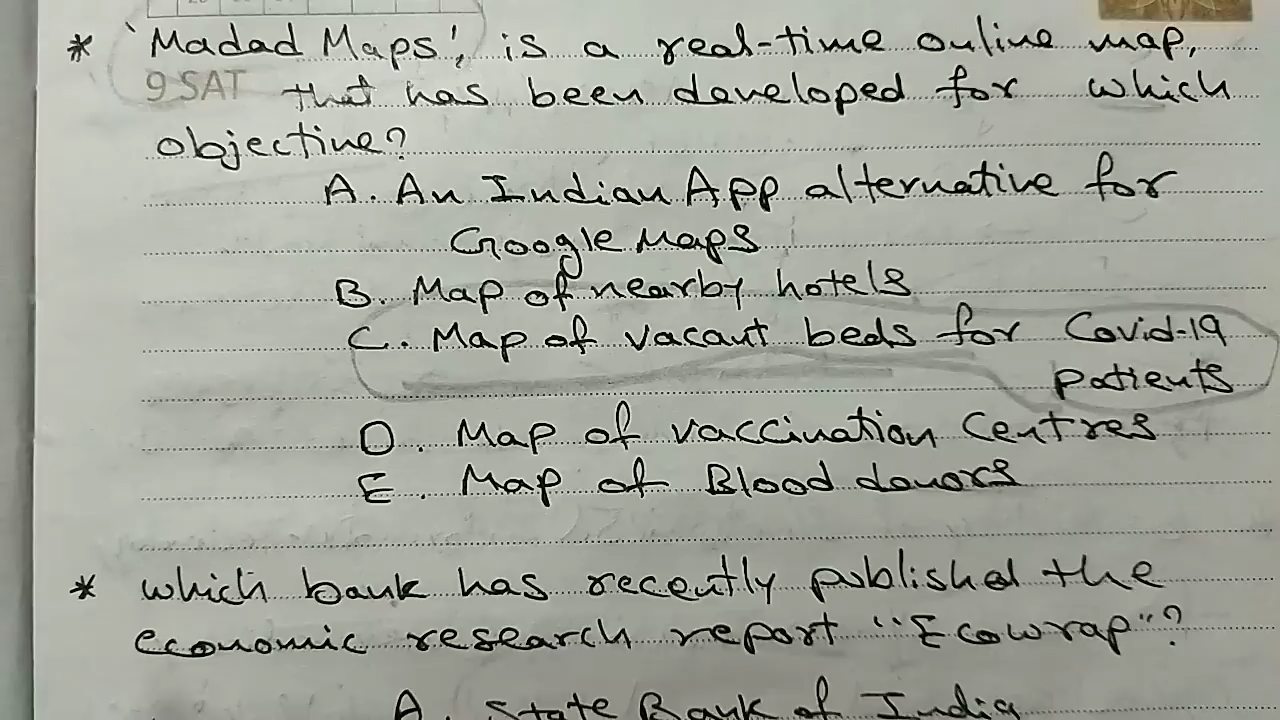 * 'Madad Maps', is a real-time online map,
9 SAT that has been developed for which
objective?
A. An Indian App alternative for
Google Maps
B. Map of nearby hotels
C. Map of vacant beds for Covid-19
patients
D. Map of vaccination Centres
E. Map of Blood donors
* which bank has recently published the
economic research report "Ecowrap"?
A. State Bank of India